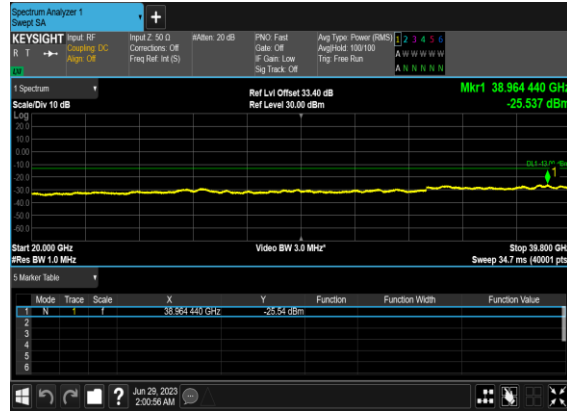 Spectrum Analyzer 1
Swept SA
KEYSIGHT Input: RF Input Z: 50 Ω #Atten: 20 dB PNO: Fast Avg Type: Power (RMS) 1 2 3 4 5 6
R T Coupling: DC Corrections: Off Gate: Off Avg|Hold: 100/100 A W W W W W
Align: Off Freq Ref: Int (S) IF Gain: Low Trig: Free Run
Sig Track: Off A N N N N N
1 Spectrum
Ref Lvl Offset 33.40 dB Mkr1 38.964 440 GHz
Scale/Div 10 dB Ref Level 30.00 dBm -25.537 dBm
Log
20.0
10.0
0.00
-10.0
-20.0
-30.0
-40.0
-50.0
-60.0
1
Start 20.000 GHz Video BW 3.0 MHz* Stop 39.800 GHz
#Res BW 1.0 MHz Sweep 34.7 ms (40001 pts)
5 Marker Table
Mode Trace Scale X Y Function Function Width Function Value
1 N 1 f 38.964 440 GHz -25.54 dBm
2
3
4
5
6
Jun 29, 2023
2:00:56 AM